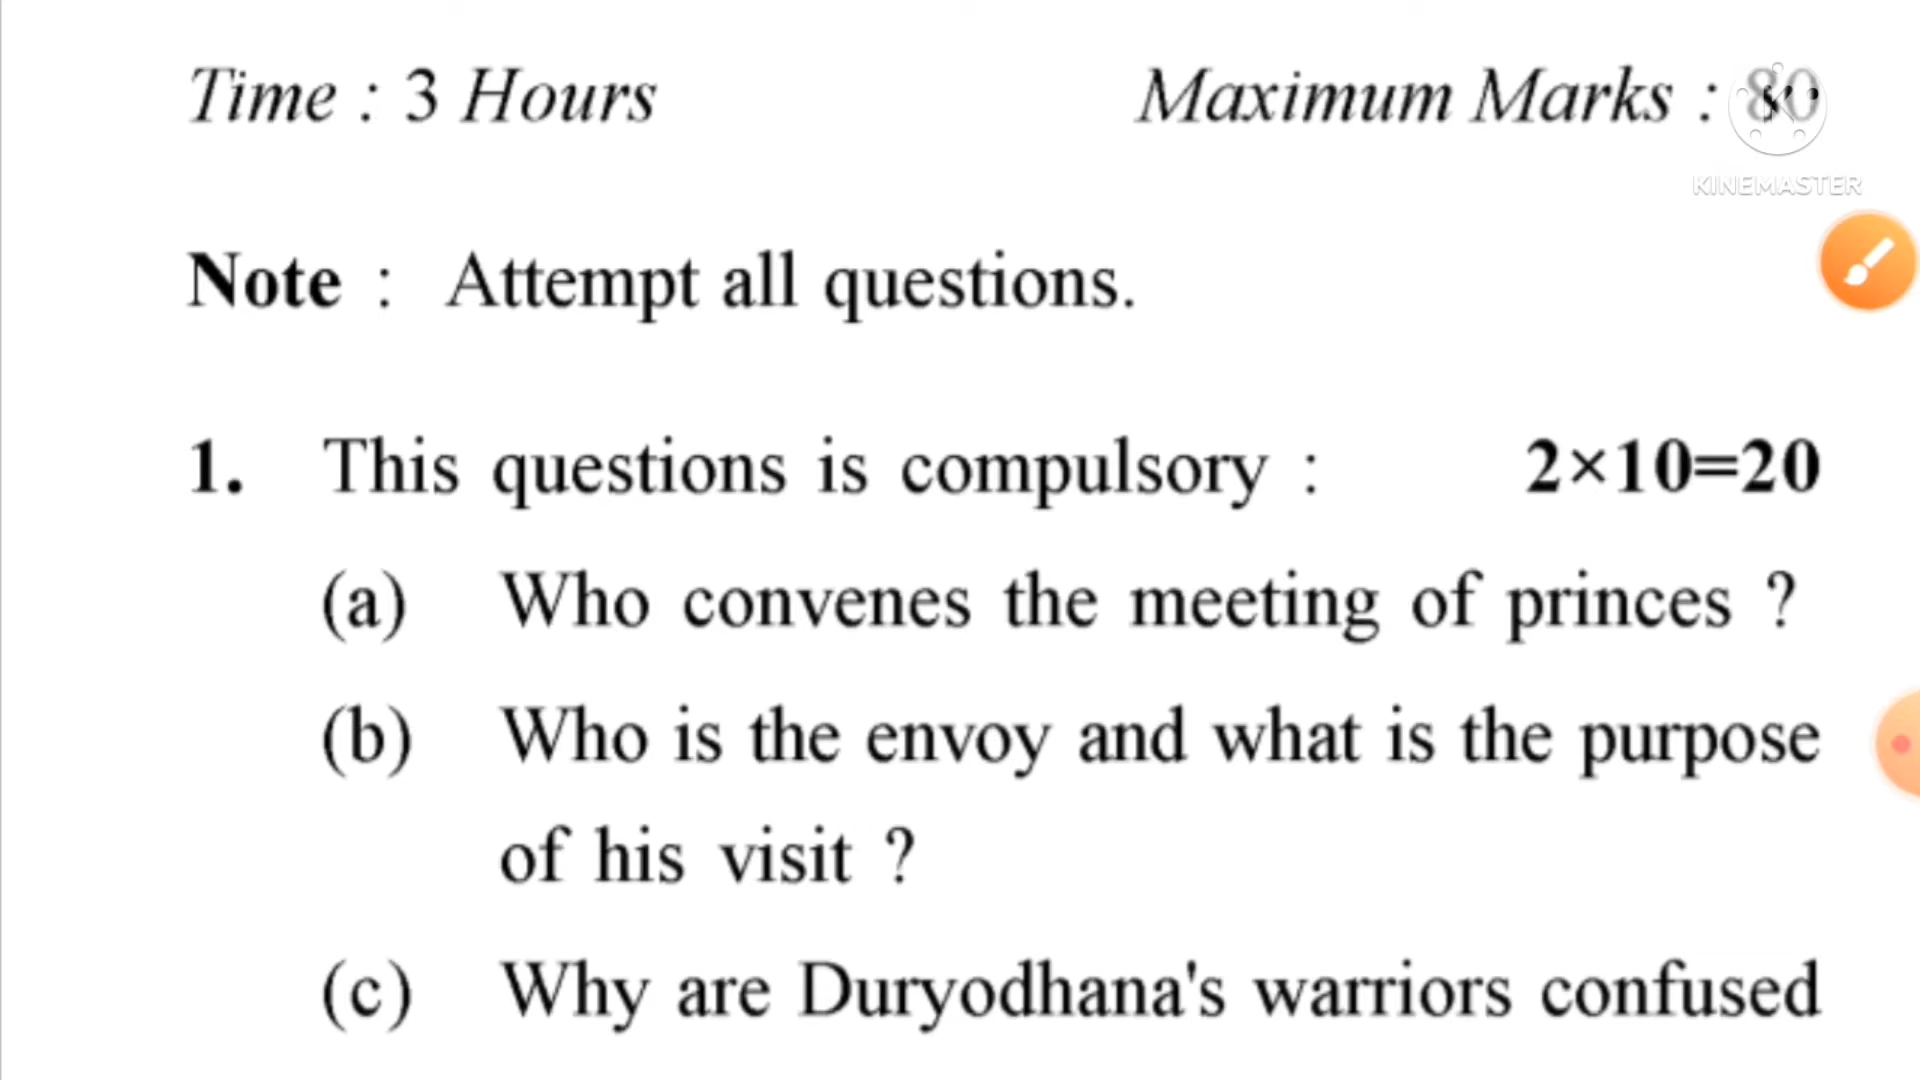 Time : 3 Hours Maximum Marks : 80
KINEMASTER
Note : Attempt all questions.
1. This questions is compulsory : 2×10=20
(a) Who convenes the meeting of princes ?
(b) Who is the envoy and what is the purpose
of his visit ?
(c) Why are Duryodhana's warriors confused